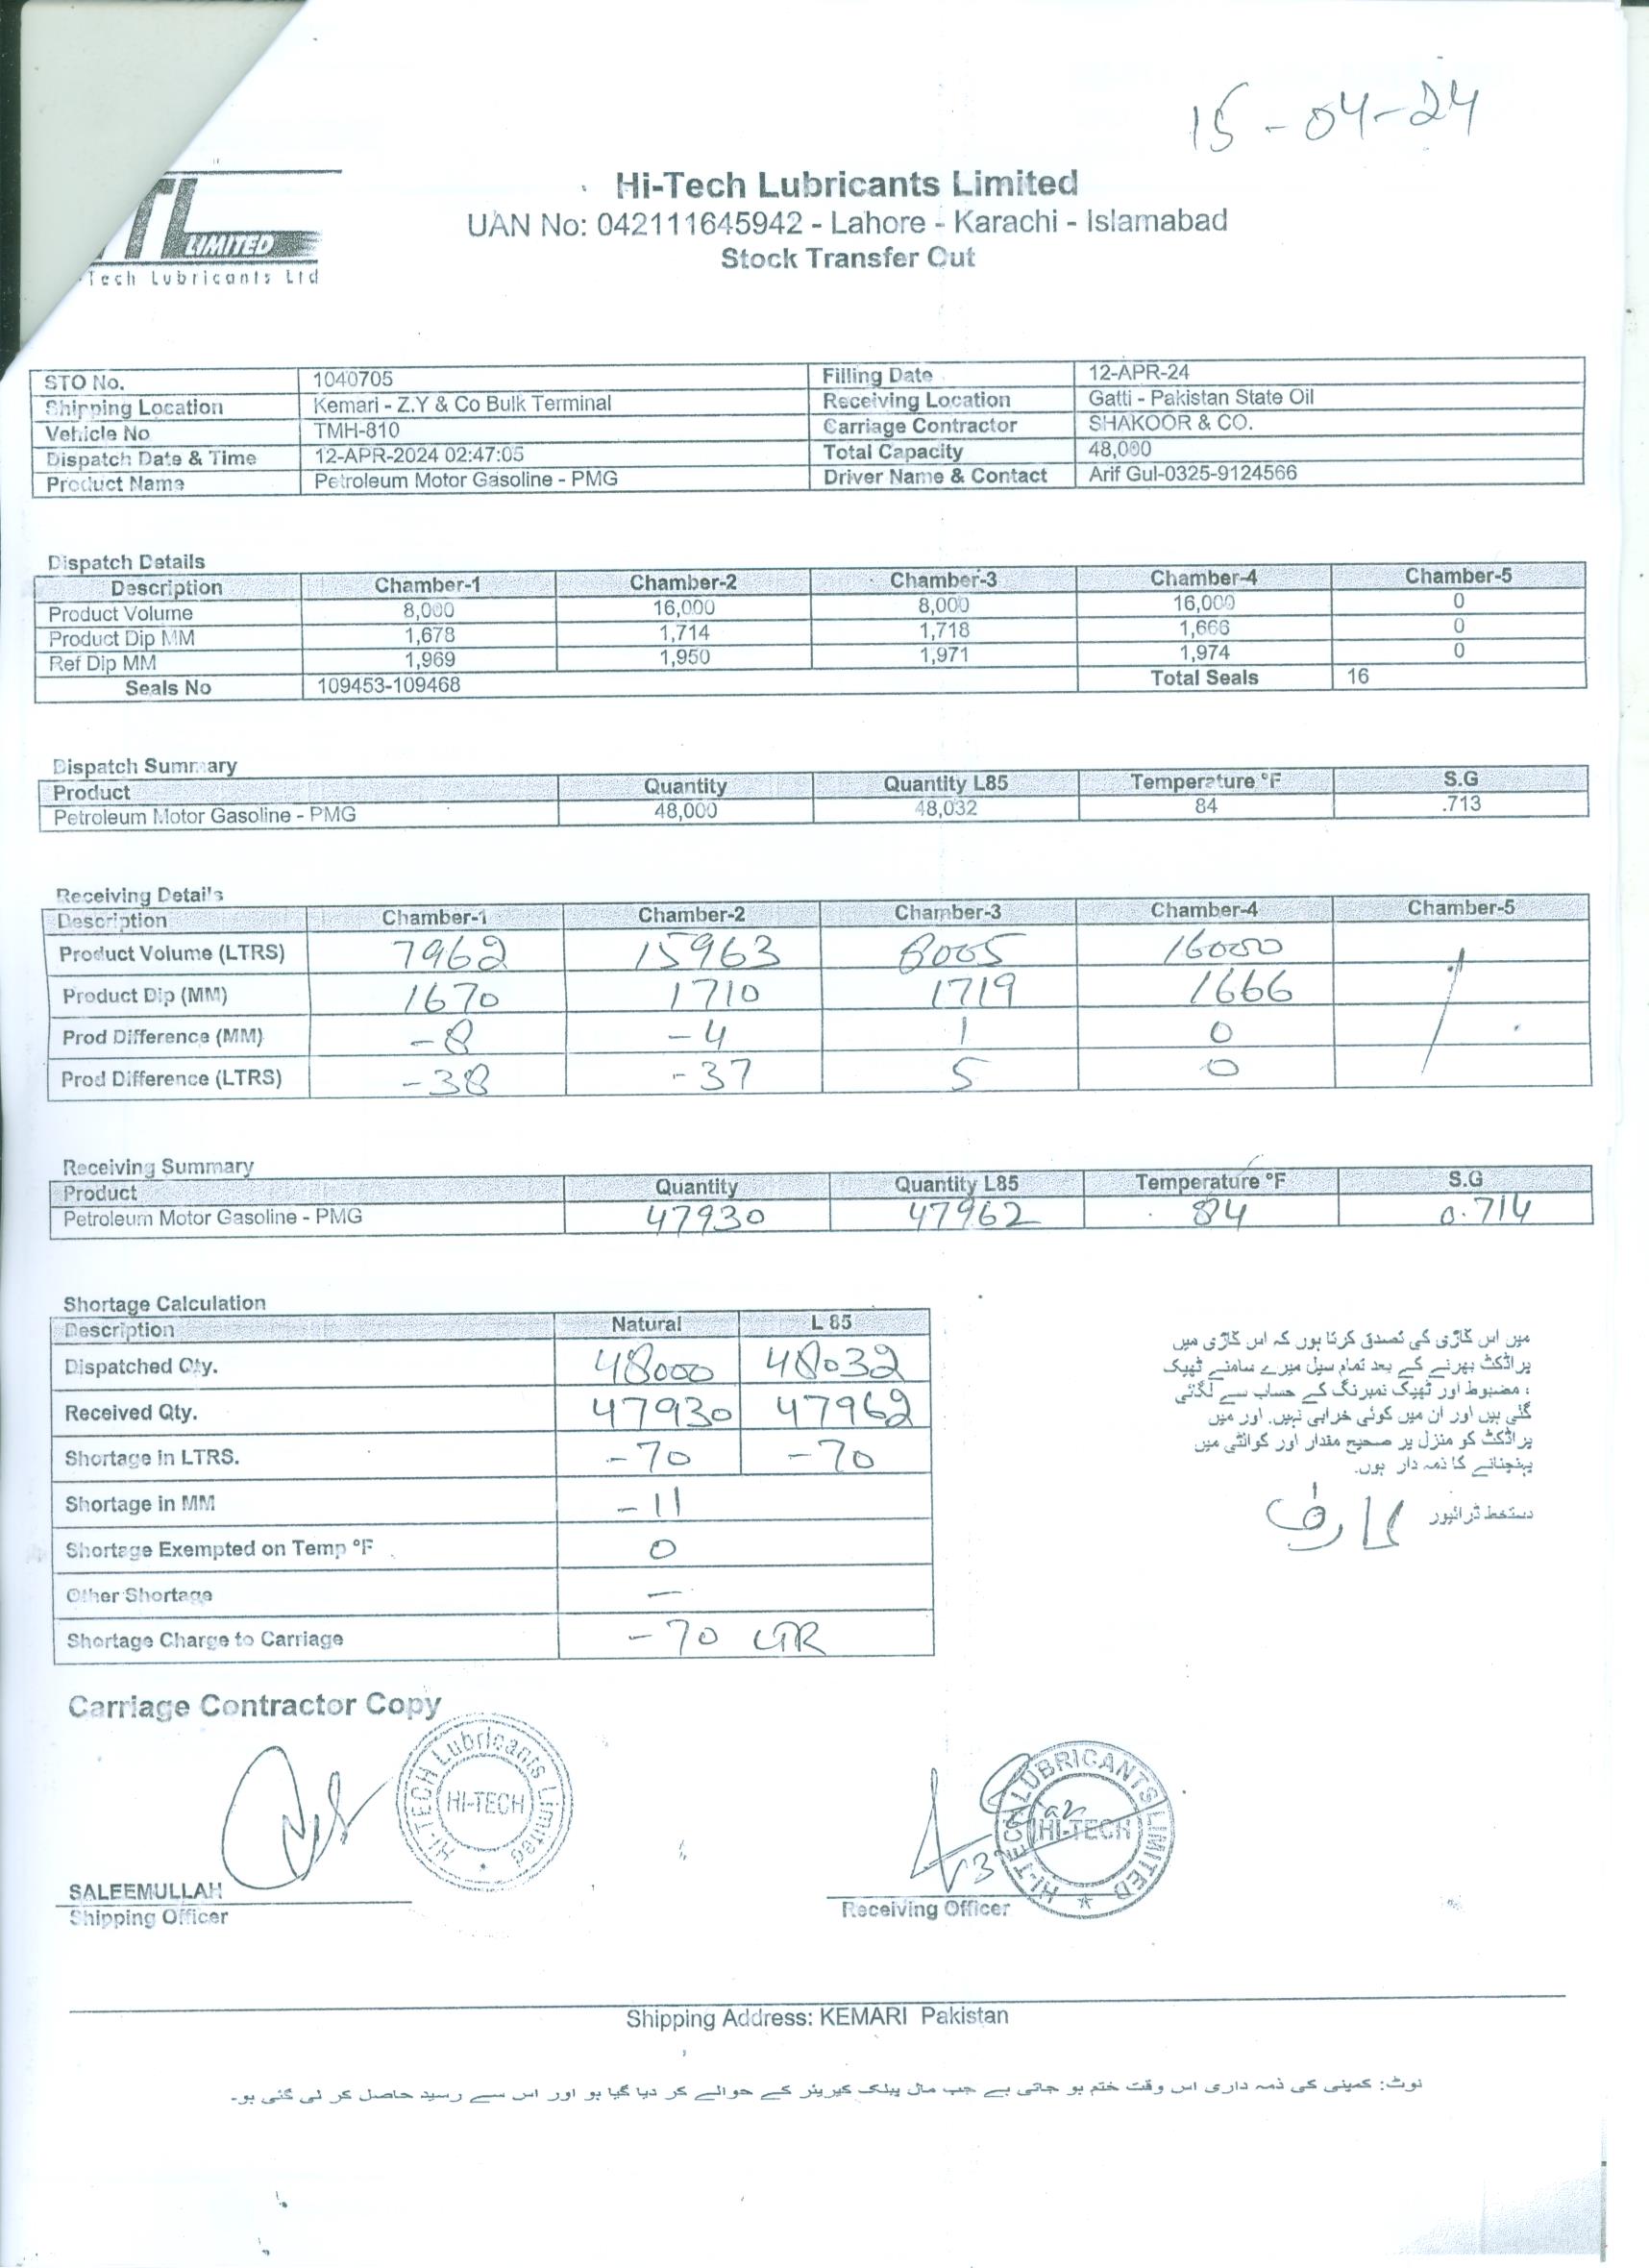 15-04-24
TL
LIMITED
Tech Lubricants Ltd
Hi-Tech Lubricants Limited
UAN No: 042111645942 - Lahore - Karachi - Islamabad
Stock Transfer Out
STO No. 1040705 Filling Date 12-APR-24
Shipping Location Kemari - Z.Y & Co Bulk Terminal Receiving Location Gatti - Pakistan State Oil
Vehicle No TMH-810 Carriage Contractor SHAKOOR & CO.
Dispatch Date & Time 12-APR-2024 02:47:05 Total Capacity 48,000
Product Name Petroleum Motor Gasoline - PMG Driver Name & Contact Arif Gul-0325-9124566
Dispatch Details
Description Chamber-1 Chamber-2 Chamber-3 Chamber-4 Chamber-5
Product Volume 8,000 16,000 8,000 16,000 0
Product Dip MM 1,678 1,714 1,718 1,666 0
Ref Dip MM 1,969 1,950 1,971 1,974 0
Seals No 109453-109468 Total Seals 16
Dispatch Summary
Product Quantity Quantity L85 Temperature °F S.G
Petroleum Motor Gasoline - PMG 48,000 48,032 84 .713
Receiving Details
Description Chamber-1 Chamber-2 Chamber-3 Chamber-4 Chamber-5
Product Volume (LTRS) 7962 15963 8005 16000
Product Dip (MM) 1670 1710 1719 1666
Prod Difference (MM) -8 -4 1 0
Prod Difference (LTRS) -38 -37 5 0
Receiving Summary
Product Quantity Quantity L85 Temperature °F S.G
Petroleum Motor Gasoline - PMG 47930 47962 84 0.714
Shortage Calculation
Description Natural L 85
Dispatched Qty. 48000 48032
Received Qty. 47930 47962
Shortage in LTRS. -70 -70
Shortage in MM -11
Shortage Exempted on Temp °F 0
Other Shortage —
Shortage Charge to Carriage -70 LTR
میں اس گاڑی کی تصدق کرتا ہوں کہ اس گاڑی میں
پراڈکٹ بھرنے کے بعد تمام سیل میرے سامنے ٹھیک
، مضبوط اور ٹھیک نمبرنگ کے حساب سے لگائی
گئی ہیں اور ان میں کوئی خرابی نہیں. اور میں
پراڈکٹ کو منزل پر صحیح مقدار اور کوالٹی میں
پہنچنانے کا ذمہ دار ہوں.
دستخط ڈرائیور عارف
Carriage Contractor Copy
HI-TECH Lubricants Limited
HI-TECH
HI-TECH LUBRICANTS LIMITED
HI-TECH
SALEEMULLAH
Shipping Officer
Receiving Officer
Shipping Address: KEMARI Pakistan
نوٹ: کمپنی کی ذمہ داری اس وقت ختم ہو جاتی ہے جب مال پبلک کیریئر کے حوالے کر دیا گیا ہو اور اس سے رسید حاصل کر لی گئی ہو۔